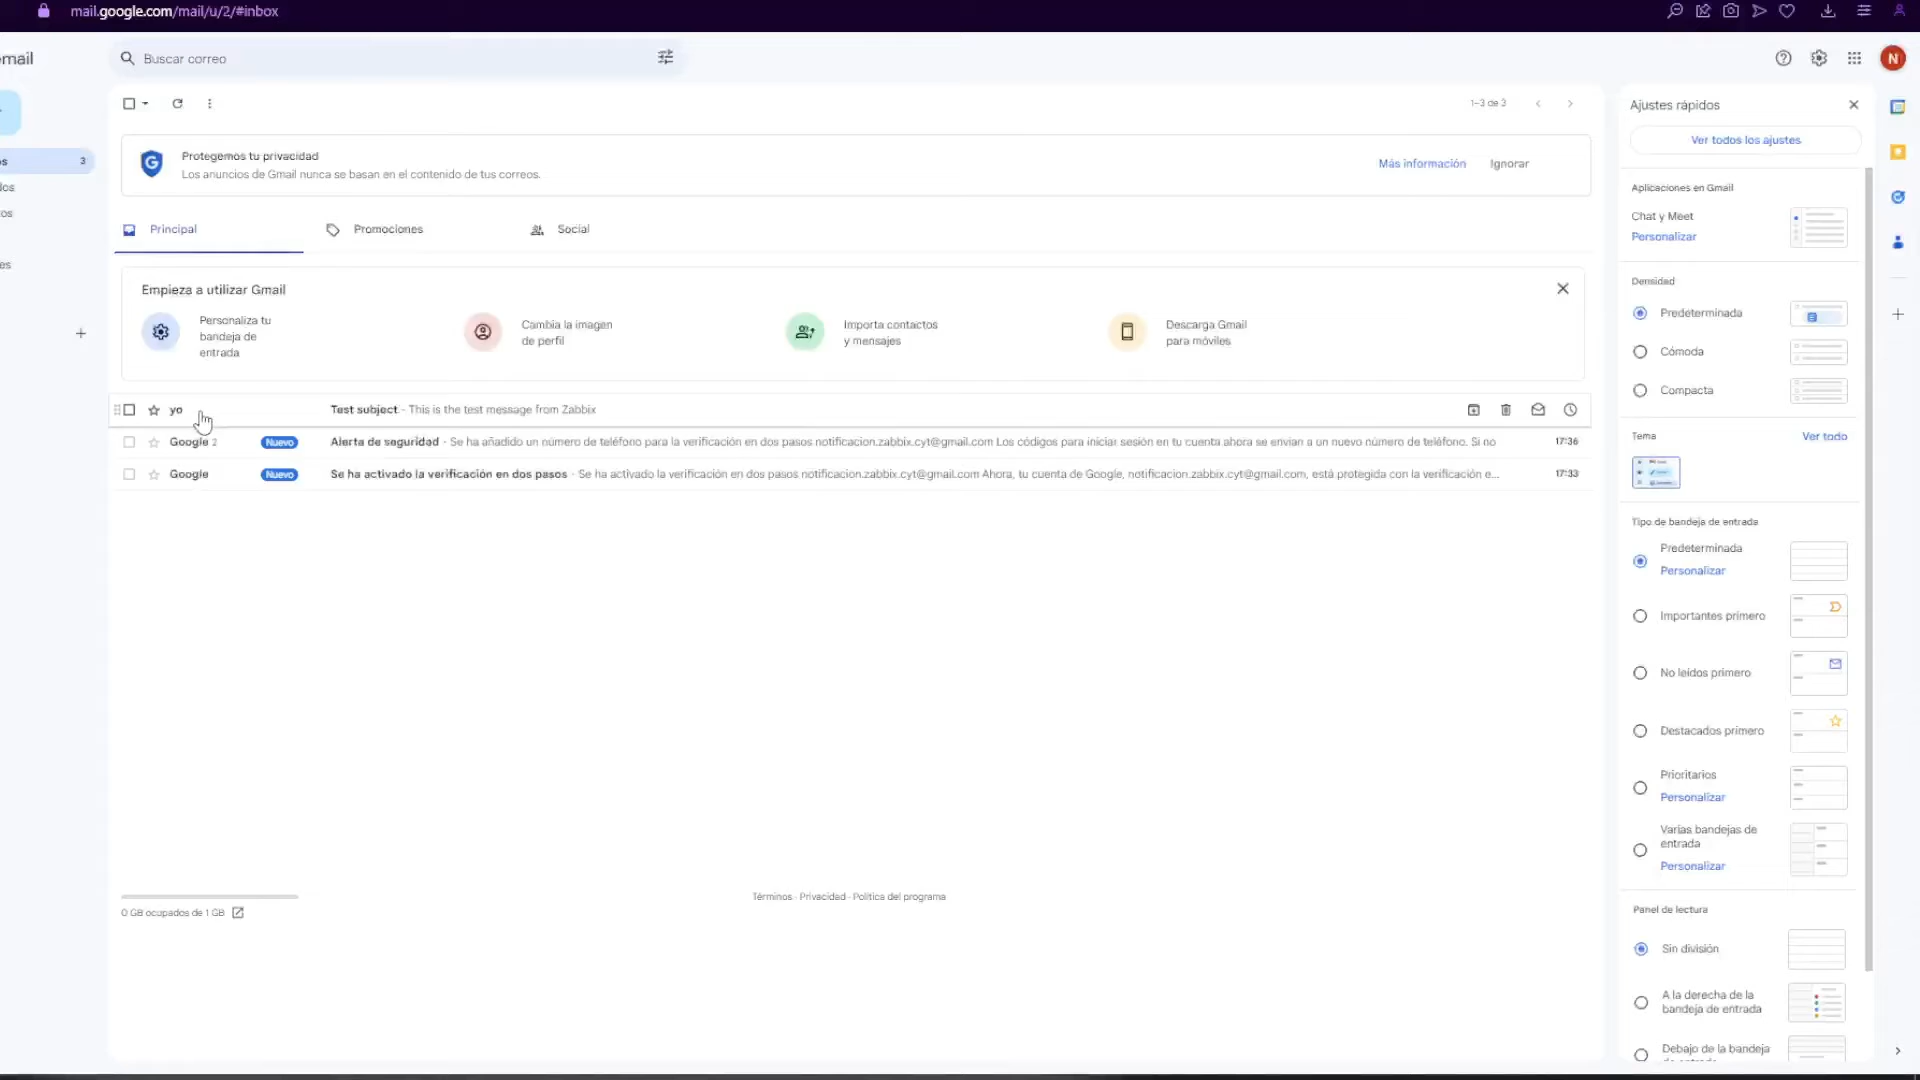 mail.google.com/mail/u/2/#inbox
mail
Buscar correo
N
1–3 de 3
Ajustes rápidos
Ver todos los ajustes
3
Protegemos tu privacidad
Los anuncios de Gmail nunca se basan en el contenido de tus correos.
Más información
Ignorar
Principal
Promociones
Social
Empieza a utilizar Gmail
Personaliza tu
bandeja de
entrada
Cambia la imagen
de perfil
Importa contactos
y mensajes
Descarga Gmail
para móviles
yo Test subject - This is the test message from Zabbix
Google 2 Nuevo Alerta de seguridad - Se ha añadido un número de teléfono para la verificación en dos pasos notificacion.zabbix.cyt@gmail.com Los códigos para iniciar sesión en tu cuenta ahora se envían a un nuevo número de teléfono. Si no 17:36
Google Nuevo Se ha activado la verificación en dos pasos - Se ha activado la verificación en dos pasos notificacion.zabbix.cyt@gmail.com Ahora, tu cuenta de Google, notificacion.zabbix.cyt@gmail.com, está protegida con la verificación e... 17:33
0 GB ocupados de 1 GB
Términos · Privacidad · Política del programa
Aplicaciones en Gmail
Chat y Meet
Personalizar
Densidad
Predeterminada
Cómoda
Compacta
Tema
Ver todo
Tipo de bandeja de entrada
Predeterminada
Personalizar
Importantes primero
No leídos primero
Destacados primero
Prioritarios
Personalizar
Varias bandejas de
entrada
Personalizar
Panel de lectura
Sin división
A la derecha de la
bandeja de entrada
Debajo de la bandeja